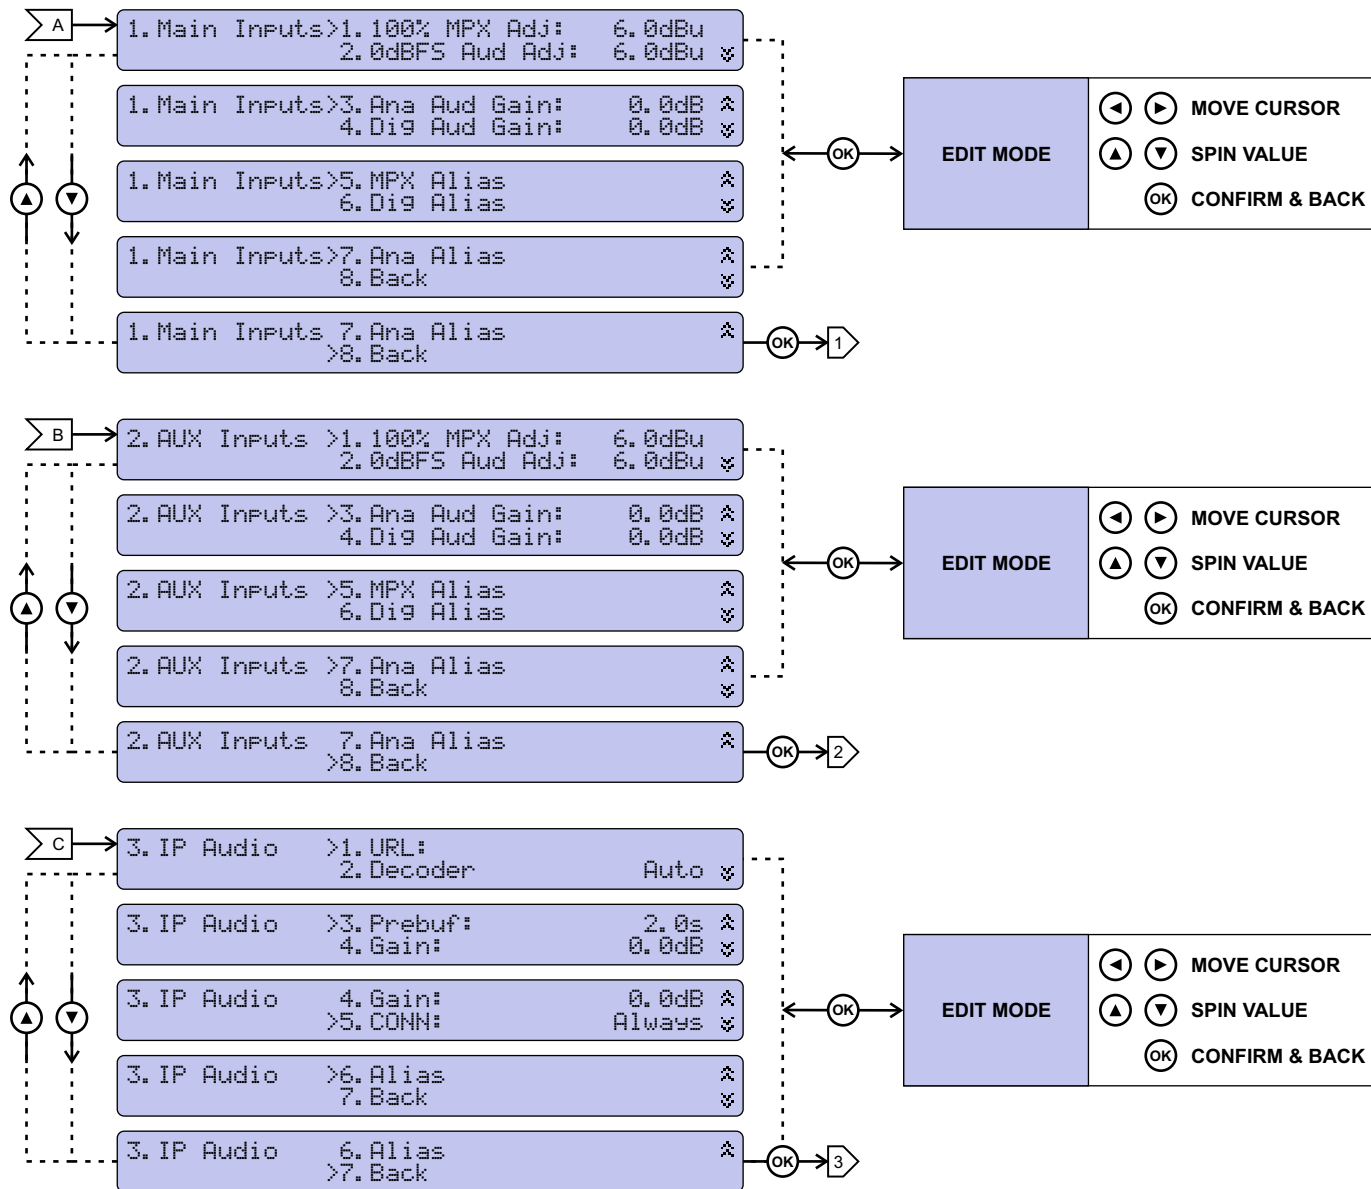 A
1.Main Inputs>1.100% MPX Adj: 6.0dBu
2.0dBFS Aud Adj: 6.0dBu
1.Main Inputs>3.Ana Aud Gain: 0.0dB
4.Dig Aud Gain: 0.0dB
1.Main Inputs>5.MPX Alias
6.Dig Alias
1.Main Inputs>7.Ana Alias
8.Back
1.Main Inputs 7.Ana Alias
>8.Back
OK
1
OK
EDIT MODE
MOVE CURSOR
SPIN VALUE
OK CONFIRM & BACK
B
2.AUX Inputs >1.100% MPX Adj: 6.0dBu
2.0dBFS Aud Adj: 6.0dBu
2.AUX Inputs >3.Ana Aud Gain: 0.0dB
4.Dig Aud Gain: 0.0dB
2.AUX Inputs >5.MPX Alias
6.Dig Alias
2.AUX Inputs >7.Ana Alias
8.Back
2.AUX Inputs 7.Ana Alias
>8.Back
OK
2
OK
EDIT MODE
MOVE CURSOR
SPIN VALUE
OK CONFIRM & BACK
C
3.IP Audio >1.URL:
2.Decoder Auto
3.IP Audio >3.Prebuf: 2.0s
4.Gain: 0.0dB
3.IP Audio 4.Gain: 0.0dB
>5.CONN: Always
3.IP Audio >6.Alias
7.Back
3.IP Audio 6.Alias
>7.Back
OK
3
OK
EDIT MODE
MOVE CURSOR
SPIN VALUE
OK CONFIRM & BACK